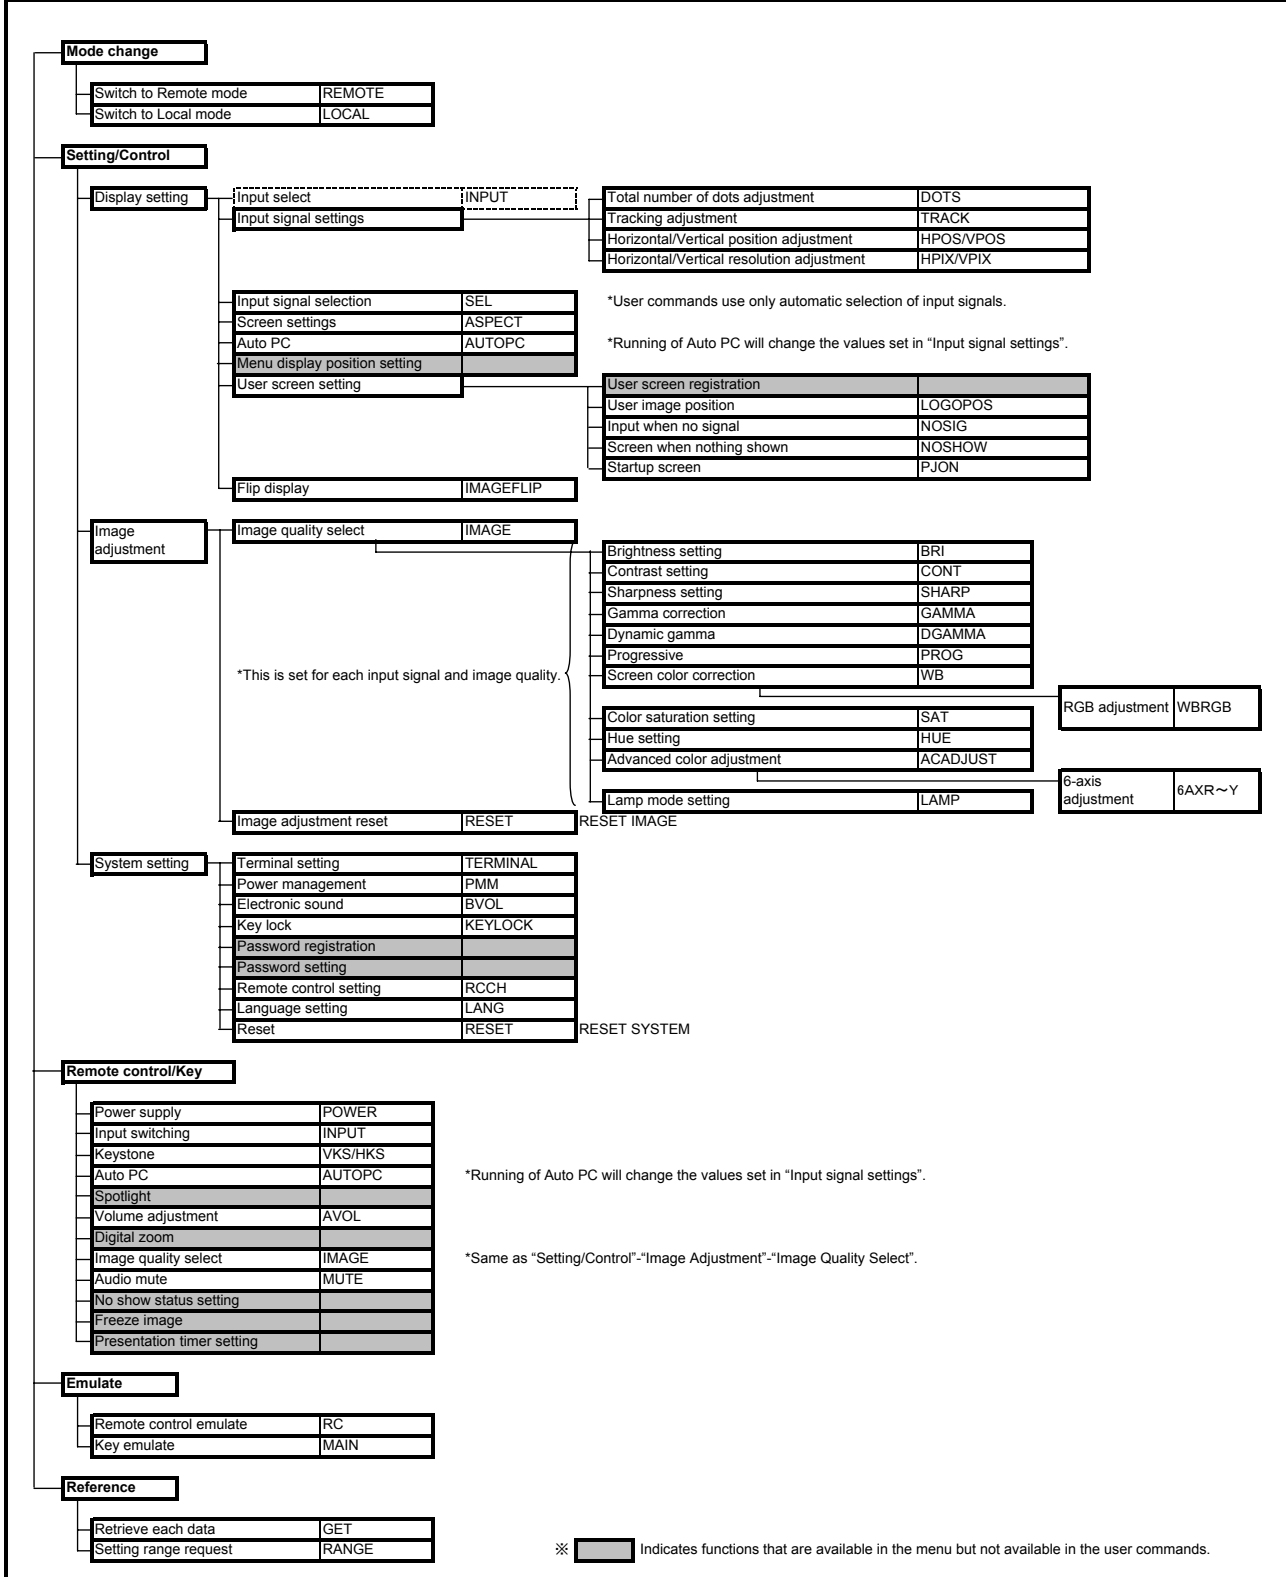 Mode change
Switch to Remote mode REMOTE
Switch to Local mode LOCAL
Setting/Control
Display setting Input select INPUT Total number of dots adjustment DOTS
Input signal settings Tracking adjustment TRACK
Horizontal/Vertical position adjustment HPOS/VPOS
Horizontal/Vertical resolution adjustment HPIX/VPIX
Input signal selection SEL *User commands use only automatic selection of input signals.
Screen settings ASPECT
Auto PC AUTOPC *Running of Auto PC will change the values set in “Input signal settings”.
Menu display position setting
User screen setting User screen registration
User image position LOGOPOS
Input when no signal NOSIG
Screen when nothing shown NOSHOW
Startup screen PJON
Flip display IMAGEFLIP
Image adjustment Image quality select IMAGE
Brightness setting BRI
Contrast setting CONT
Sharpness setting SHARP
Gamma correction GAMMA
Dynamic gamma DGAMMA
Progressive PROG
*This is set for each input signal and image quality. Screen color correction WB
RGB adjustment WBRGB
Color saturation setting SAT
Hue setting HUE
Advanced color adjustment ACADJUST
6-axis adjustment 6AXR～Y
Lamp mode setting LAMP
Image adjustment reset RESET RESET IMAGE
System setting Terminal setting TERMINAL
Power management PMM
Electronic sound BVOL
Key lock KEYLOCK
Password registration
Password setting
Remote control setting RCCH
Language setting LANG
Reset RESET RESET SYSTEM
Remote control/Key
Power supply POWER
Input switching INPUT
Keystone VKS/HKS
Auto PC AUTOPC *Running of Auto PC will change the values set in “Input signal settings”.
Spotlight
Volume adjustment AVOL
Digital zoom
Image quality select IMAGE *Same as “Setting/Control”-“Image Adjustment”-“Image Quality Select”.
Audio mute MUTE
No show status setting
Freeze image
Presentation timer setting
Emulate
Remote control emulate RC
Key emulate MAIN
Reference
Retrieve each data GET
Setting range request RANGE
※ Indicates functions that are available in the menu but not available in the user commands.